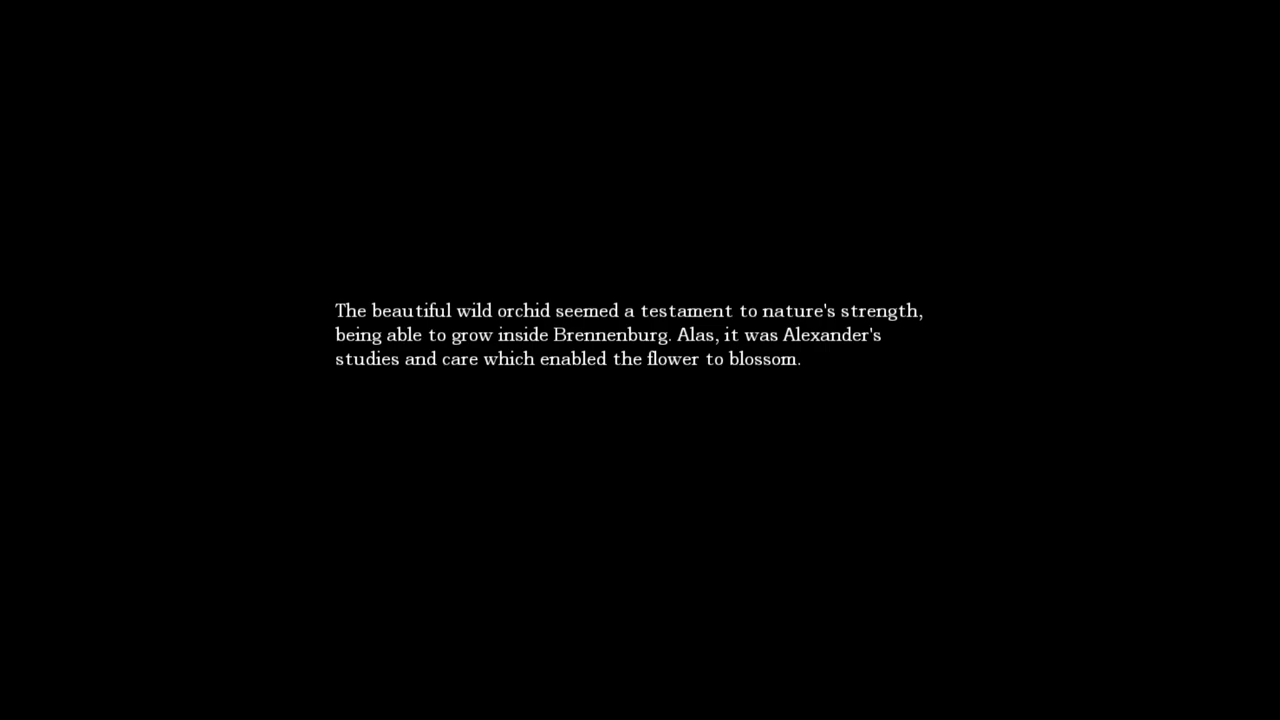 The beautiful wild orchid seemed a testament to nature's strength,
being able to grow inside Brennenburg. Alas, it was Alexander's
studies and care which enabled the flower to blossom.